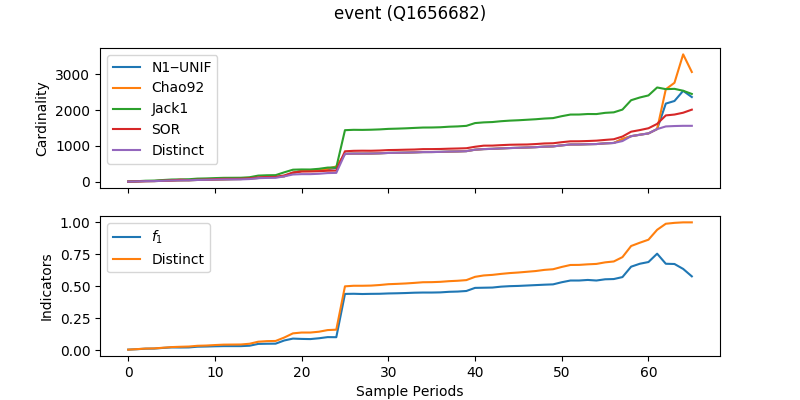 event (Q1656682)
Cardinality
3000
2000
1000
0
N1−UNIF
Chao92
Jack1
SOR
Distinct
Indicators
1.00
0.75
0.50
0.25
0.00
f1
Distinct
0 10 20 30 40 50 60
Sample Periods